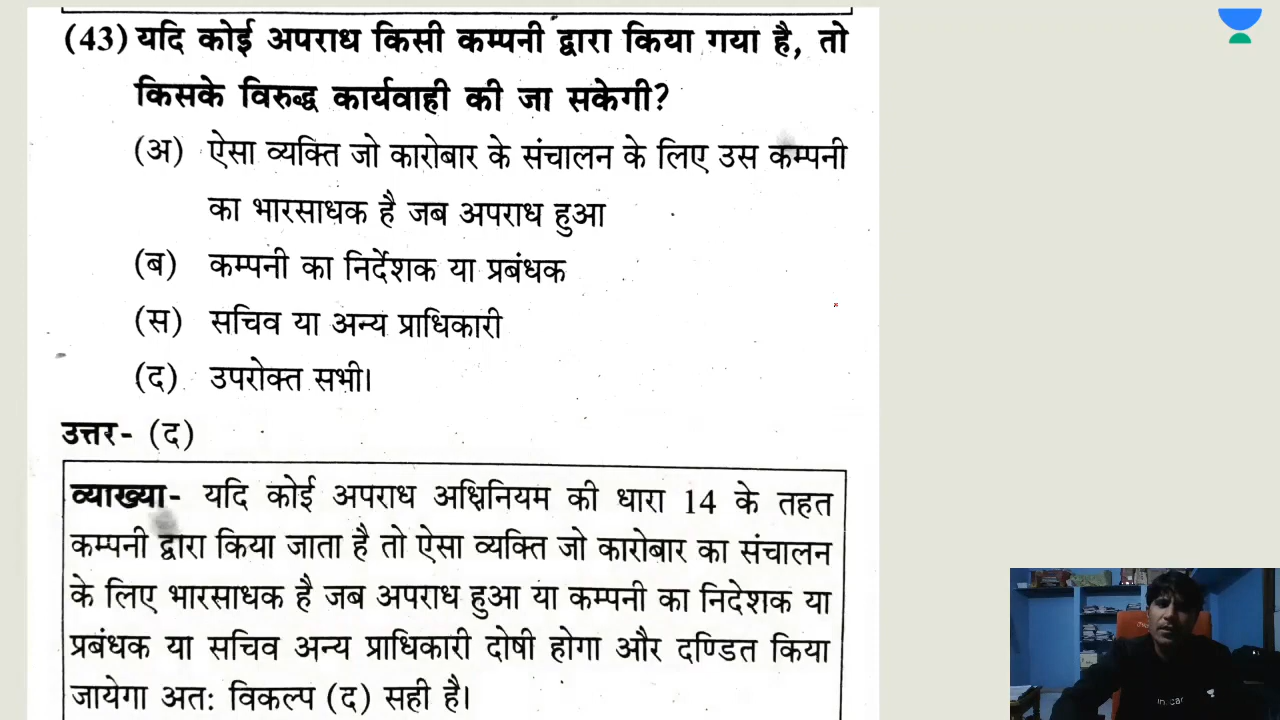 (43) यदि कोई अपराध किसी कम्पनी द्वारा किया गया है, तो
किसके विरुद्ध कार्यवाही की जा सकेगी?
(अ) ऐसा व्यक्ति जो कारोबार के संचालन के लिए उस कम्पनी
का भारसाधक है जब अपराध हुआ
(ब) कम्पनी का निर्देशक या प्रबंधक
(स) सचिव या अन्य प्राधिकारी
(द) उपरोक्त सभी।
उत्तर- (द)
व्याख्या- यदि कोई अपराध अधिनियम की धारा 14 के तहत
कम्पनी द्वारा किया जाता है तो ऐसा व्यक्ति जो कारोबार का संचालन
के लिए भारसाधक है जब अपराध हुआ या कम्पनी का निदेशक या
प्रबंधक या सचिव अन्य प्राधिकारी दोषी होगा और दण्डित किया
जायेगा अतः विकल्प (द) सही है।